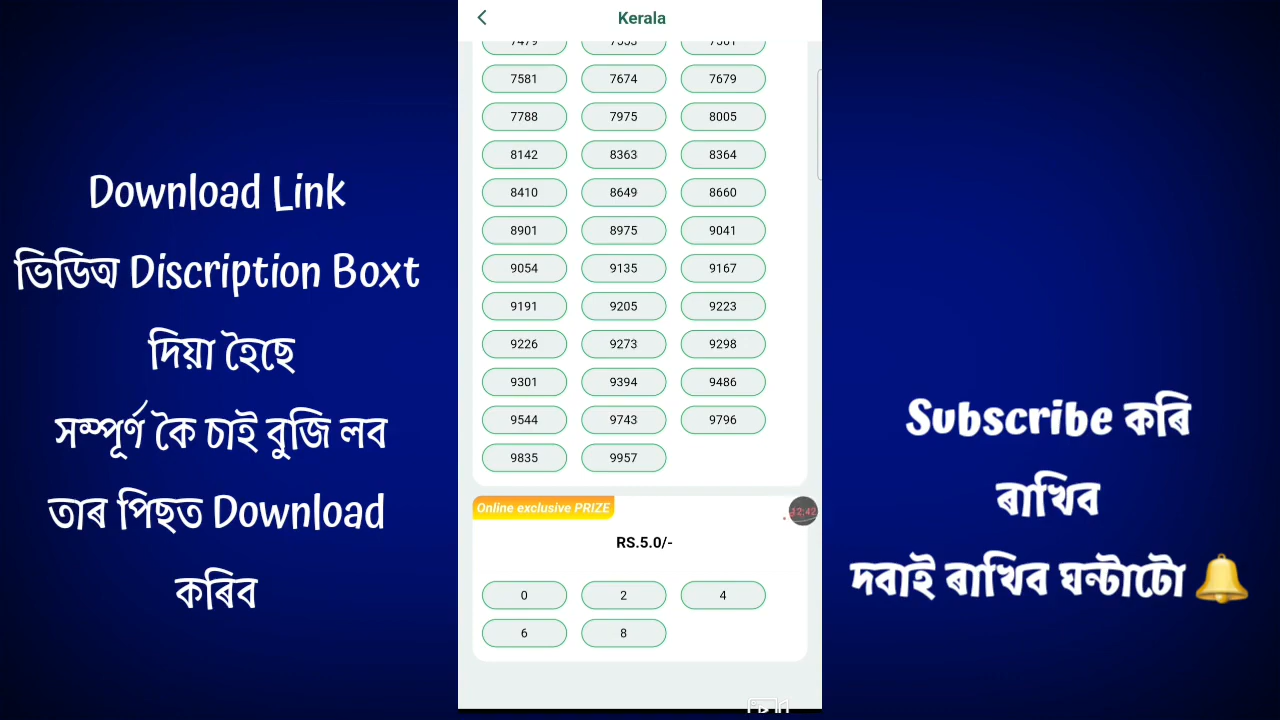 Download Link
ভিডিঅ Discription Boxt
দিয়া হৈছে
সম্পূৰ্ণ কৈ চাই বুজি লব
তাৰ পিছত Download
কৰিব
Kerala
7581 7674 7679
7788 7975 8005
8142 8363 8364
8410 8649 8660
8901 8975 9041
9054 9135 9167
9191 9205 9223
9226 9273 9298
9301 9394 9486
9544 9743 9796
9835 9957
Online exclusive PRIZE
12:42
RS.5.0/-
0 2 4
6 8
Subscribe কৰি
ৰাখিব
দবাই ৰাখিব ঘন্টাটো 🔔